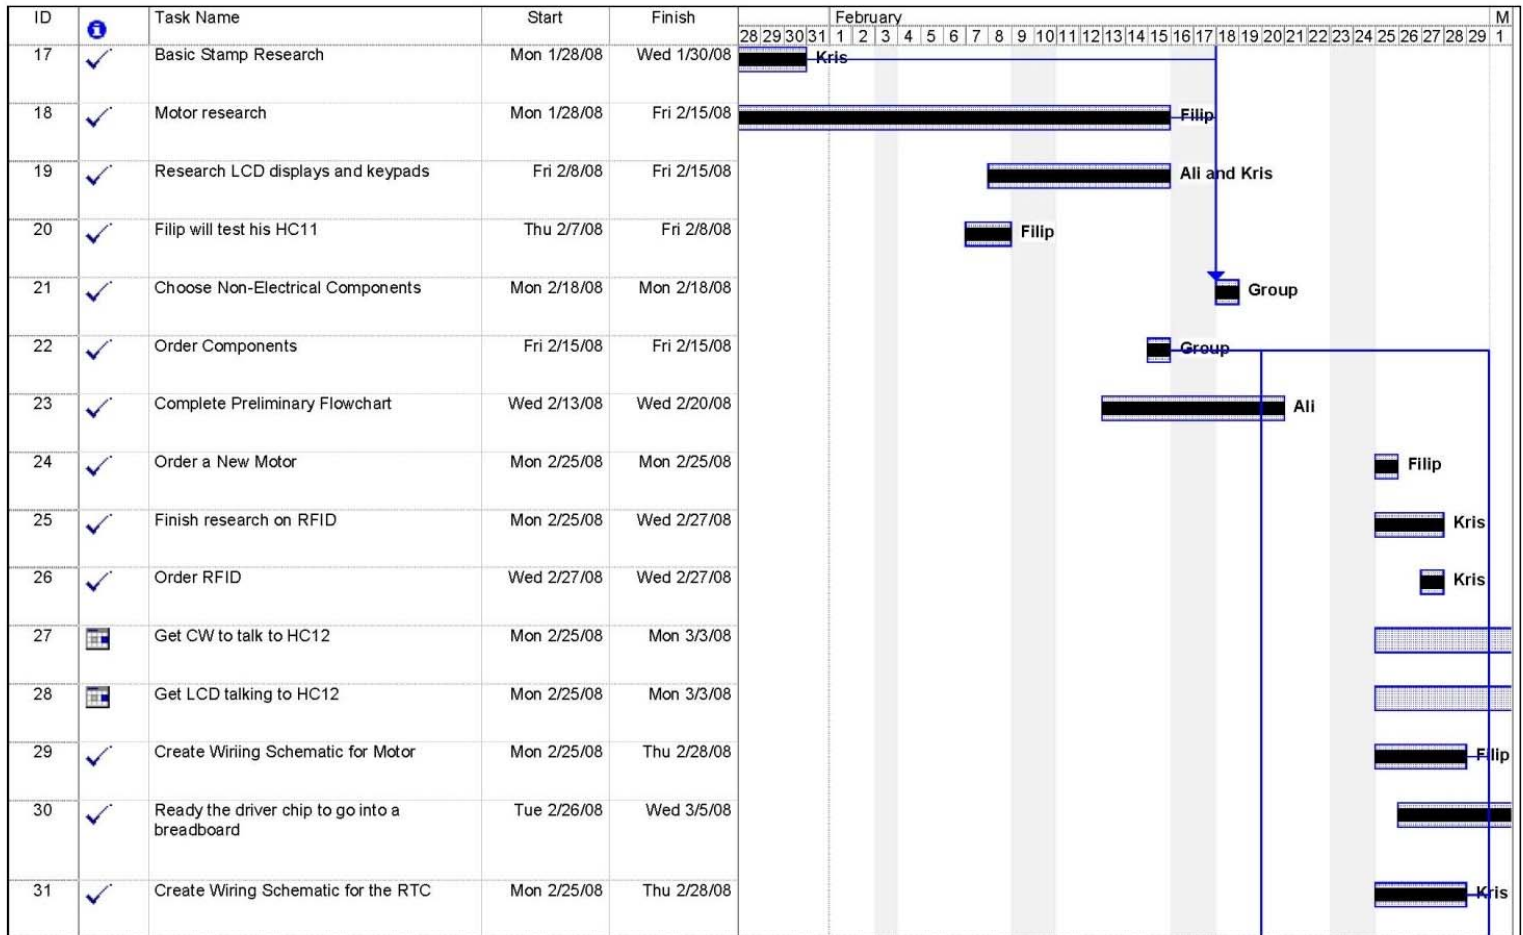 ID Task Name Start Finish February M
28 29 30 31 1 2 3 4 5 6 7 8 9 10 11 12 13 14 15 16 17 18 19 20 21 22 23 24 25 26 27 28 29 1
17 Basic Stamp Research Mon 1/28/08 Wed 1/30/08 Kris
18 Motor research Mon 1/28/08 Fri 2/15/08 Filip
19 Research LCD displays and keypads Fri 2/8/08 Fri 2/15/08 Ali and Kris
20 Filip will test his HC11 Thu 2/7/08 Fri 2/8/08 Filip
21 Choose Non-Electrical Components Mon 2/18/08 Mon 2/18/08 Group
22 Order Components Fri 2/15/08 Fri 2/15/08 Group
23 Complete Preliminary Flowchart Wed 2/13/08 Wed 2/20/08 Ali
24 Order a New Motor Mon 2/25/08 Mon 2/25/08 Filip
25 Finish research on RFID Mon 2/25/08 Wed 2/27/08 Kris
26 Order RFID Wed 2/27/08 Wed 2/27/08 Kris
27 Get CW to talk to HC12 Mon 2/25/08 Mon 3/3/08
28 Get LCD talking to HC12 Mon 2/25/08 Mon 3/3/08
29 Create Wiriing Schematic for Motor Mon 2/25/08 Thu 2/28/08 Filip
30 Ready the driver chip to go into a Tue 2/26/08 Wed 3/5/08
breadboard
31 Create Wiring Schematic for the RTC Mon 2/25/08 Thu 2/28/08 Kris